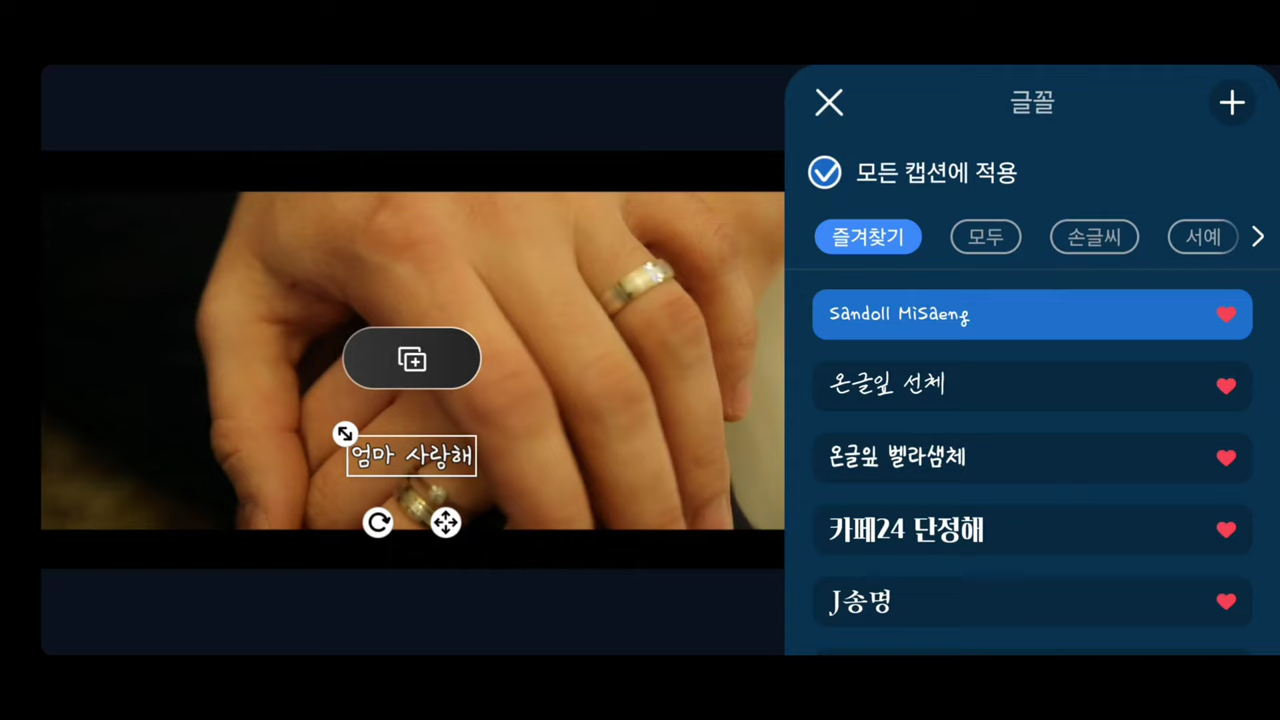 글꼴
모든 캡션에 적용
즐겨찾기 모두 손글씨 서예
Sandoll MiSaeng
온글잎 선체
온글잎 벨라샘체
카페24 단정해
J송명
엄마 사랑해